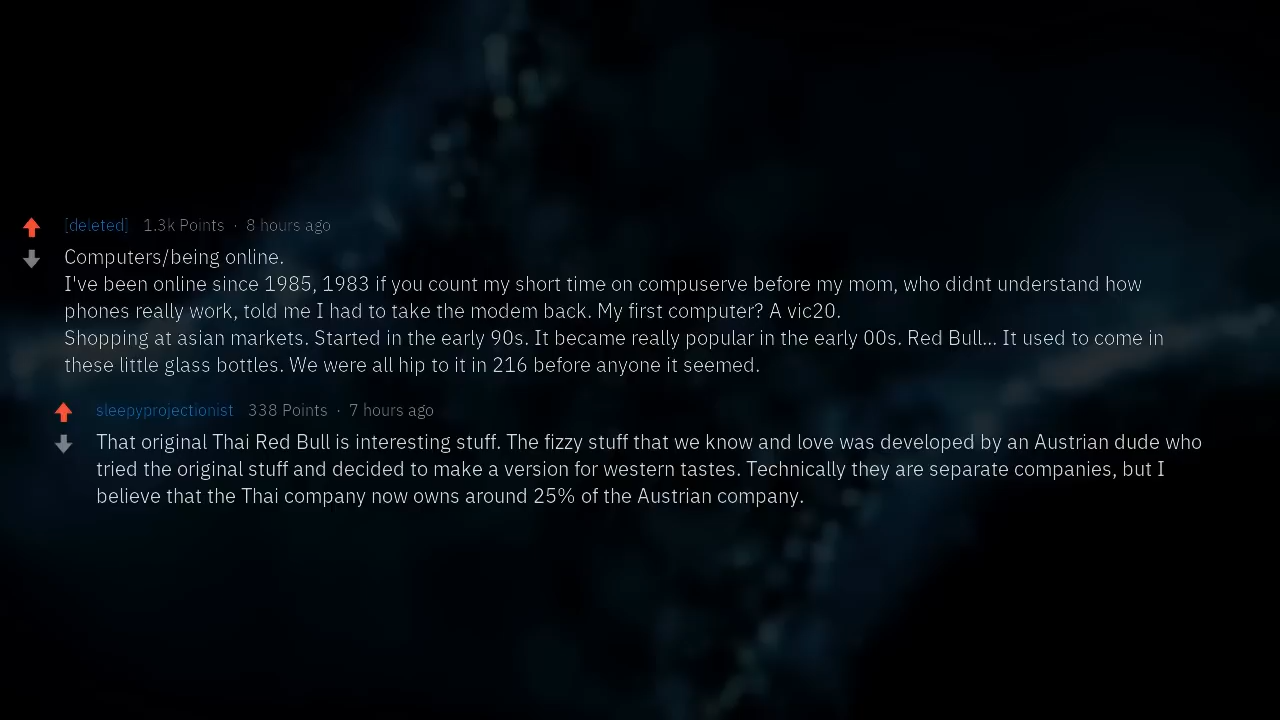 [deleted] 1.3k Points · 8 hours ago
Computers/being online.
I've been online since 1985, 1983 if you count my short time on compuserve before my mom, who didnt understand how
phones really work, told me I had to take the modem back. My first computer? A vic20.
Shopping at asian markets. Started in the early 90s. It became really popular in the early 00s. Red Bull... It used to come in
these little glass bottles. We were all hip to it in 216 before anyone it seemed.
sleepyprojectionist 338 Points · 7 hours ago
That original Thai Red Bull is interesting stuff. The fizzy stuff that we know and love was developed by an Austrian dude who
tried the original stuff and decided to make a version for western tastes. Technically they are separate companies, but I
believe that the Thai company now owns around 25% of the Austrian company.